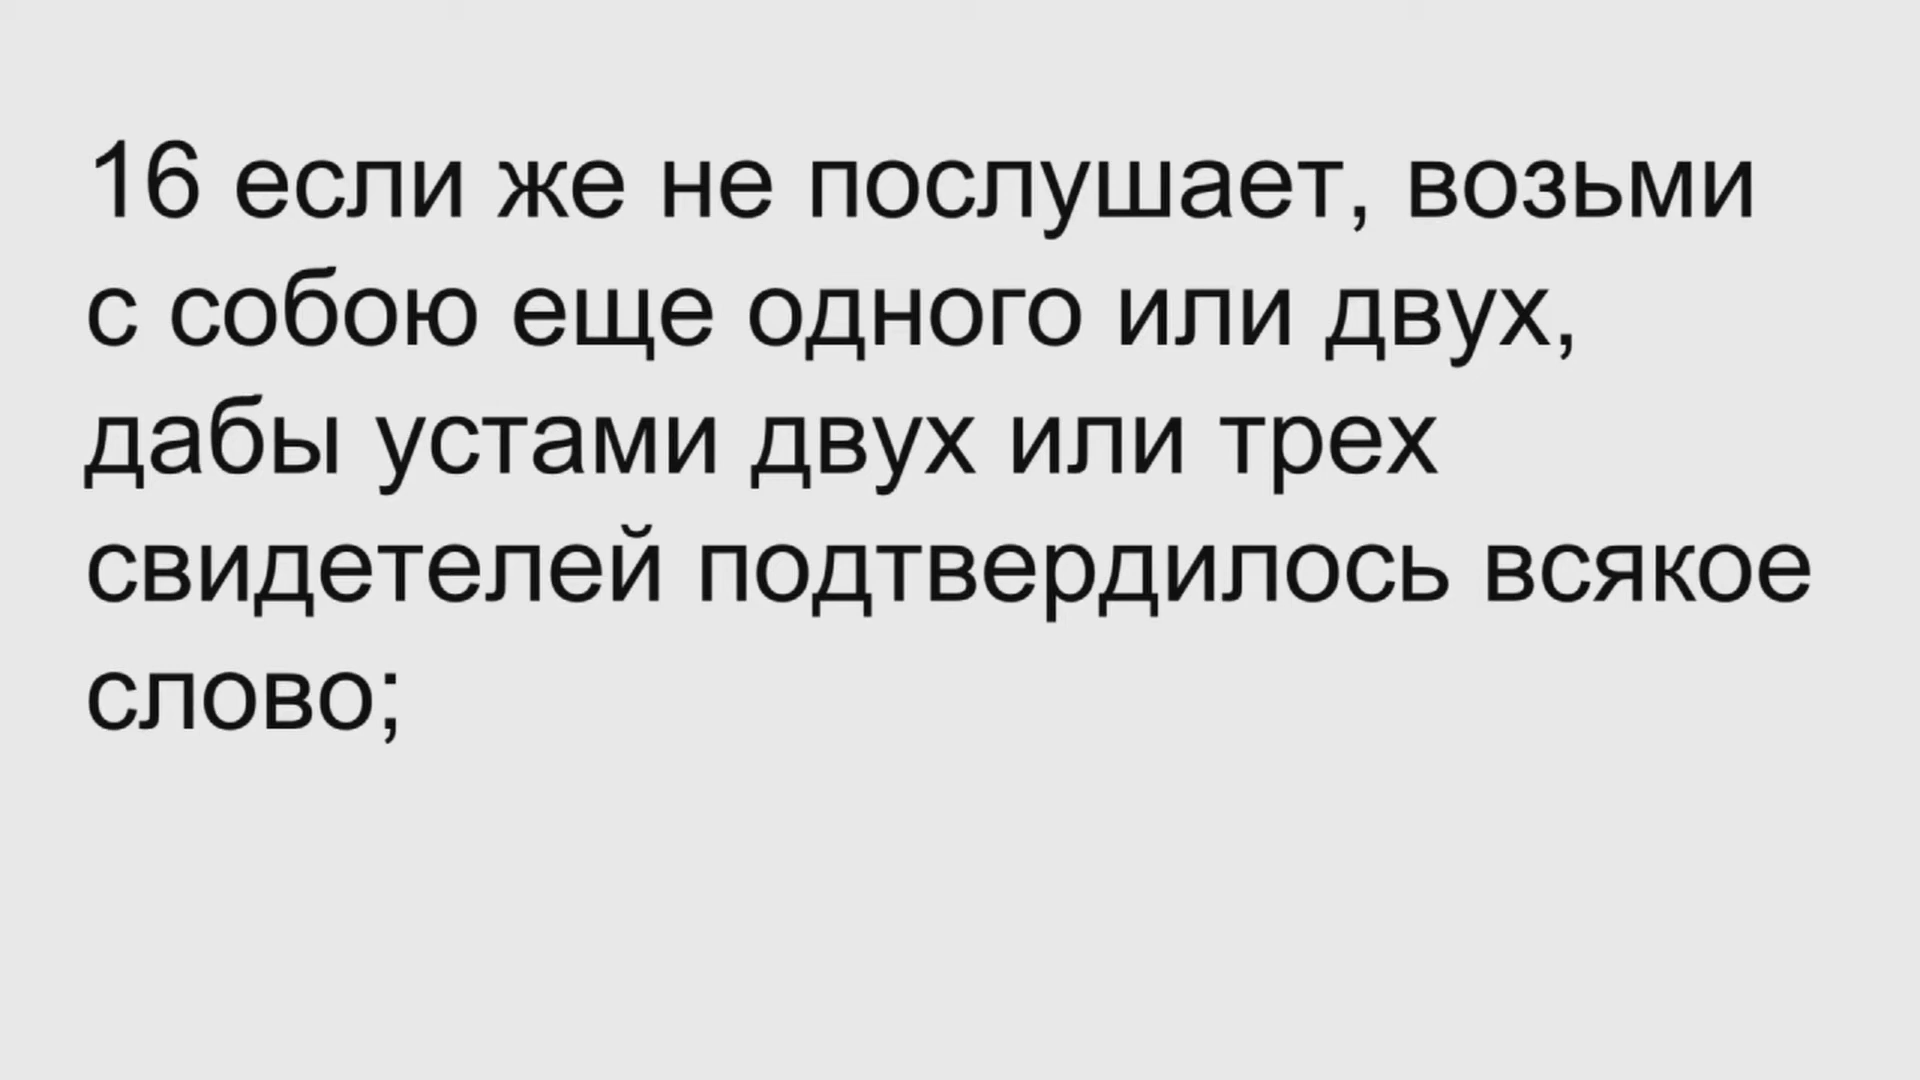 16 если же не послушает, возьми
с собою еще одного или двух,
дабы устами двух или трех
свидетелей подтвердилось всякое
слово;